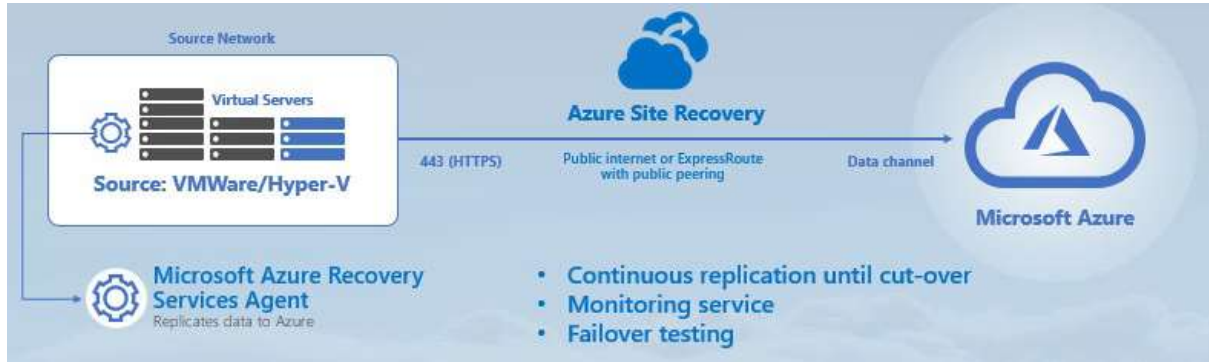 Source Network
Virtual Servers
Source: VMWare/Hyper-V
Azure Site Recovery
443 (HTTPS)
Public internet or ExpressRoute
with public peering
Data channel
Microsoft Azure
Microsoft Azure Recovery
Services Agent
Replicates data to Azure
• Continuous replication until cut-over
• Monitoring service
• Failover testing